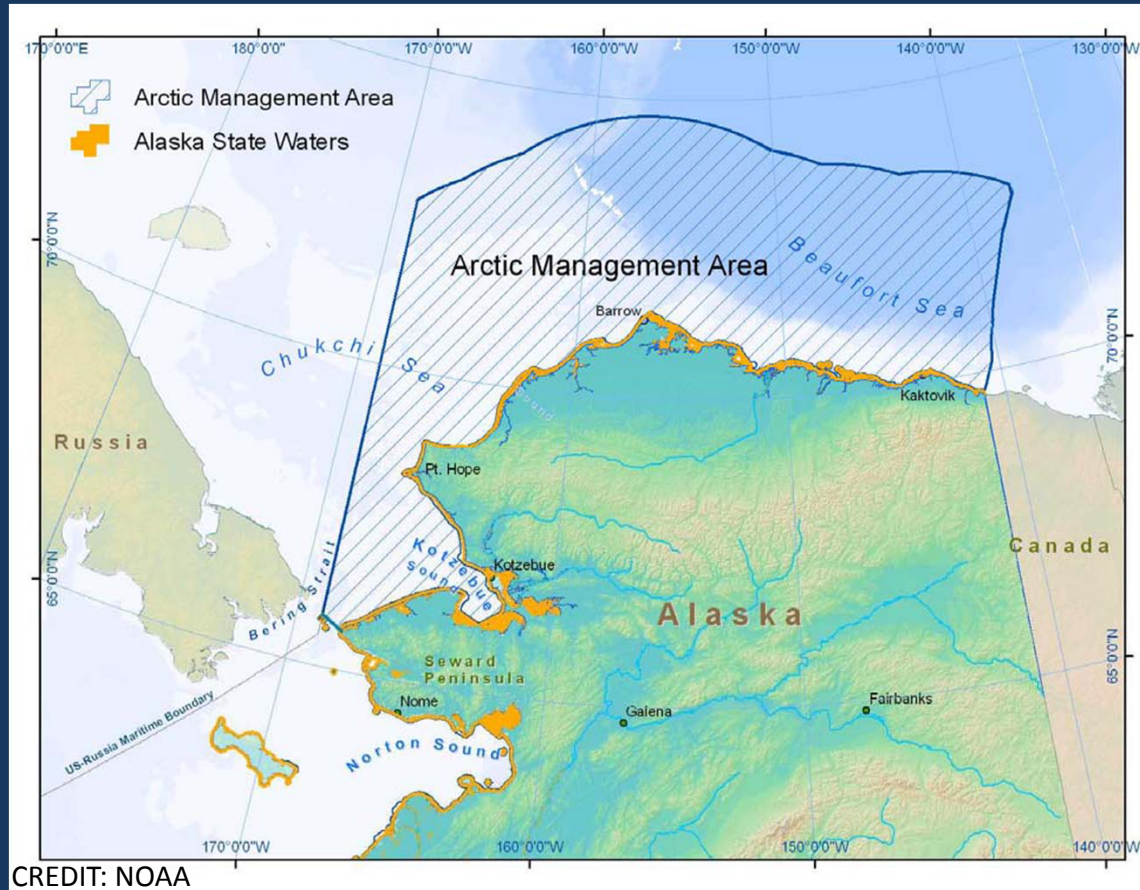 170°0'0"E
180°0'0"
170°0'0"W
160°0'0"W
150°0'0"W
140°0'0"W
130°0'0"W
Arctic Management Area
Alaska State Waters
70°0'0"N
Arctic Management Area
Beaufort Sea
Barrow
70°0'0"N
Chukchi Sea
Sound
Kaktovik
Russia
Pt. Hope
Canada
65°0'0"N
Kotzebue
Sound
Kotzebue
Bering Strait
Alaska
65°0'0"N
Seward
Peninsula
Nome
Galena
Fairbanks
US-Russia Maritime Boundary
Norton Sound
170°0'0"W
160°0'0"W
150°0'0"W
140°0'0"W
CREDIT: NOAA